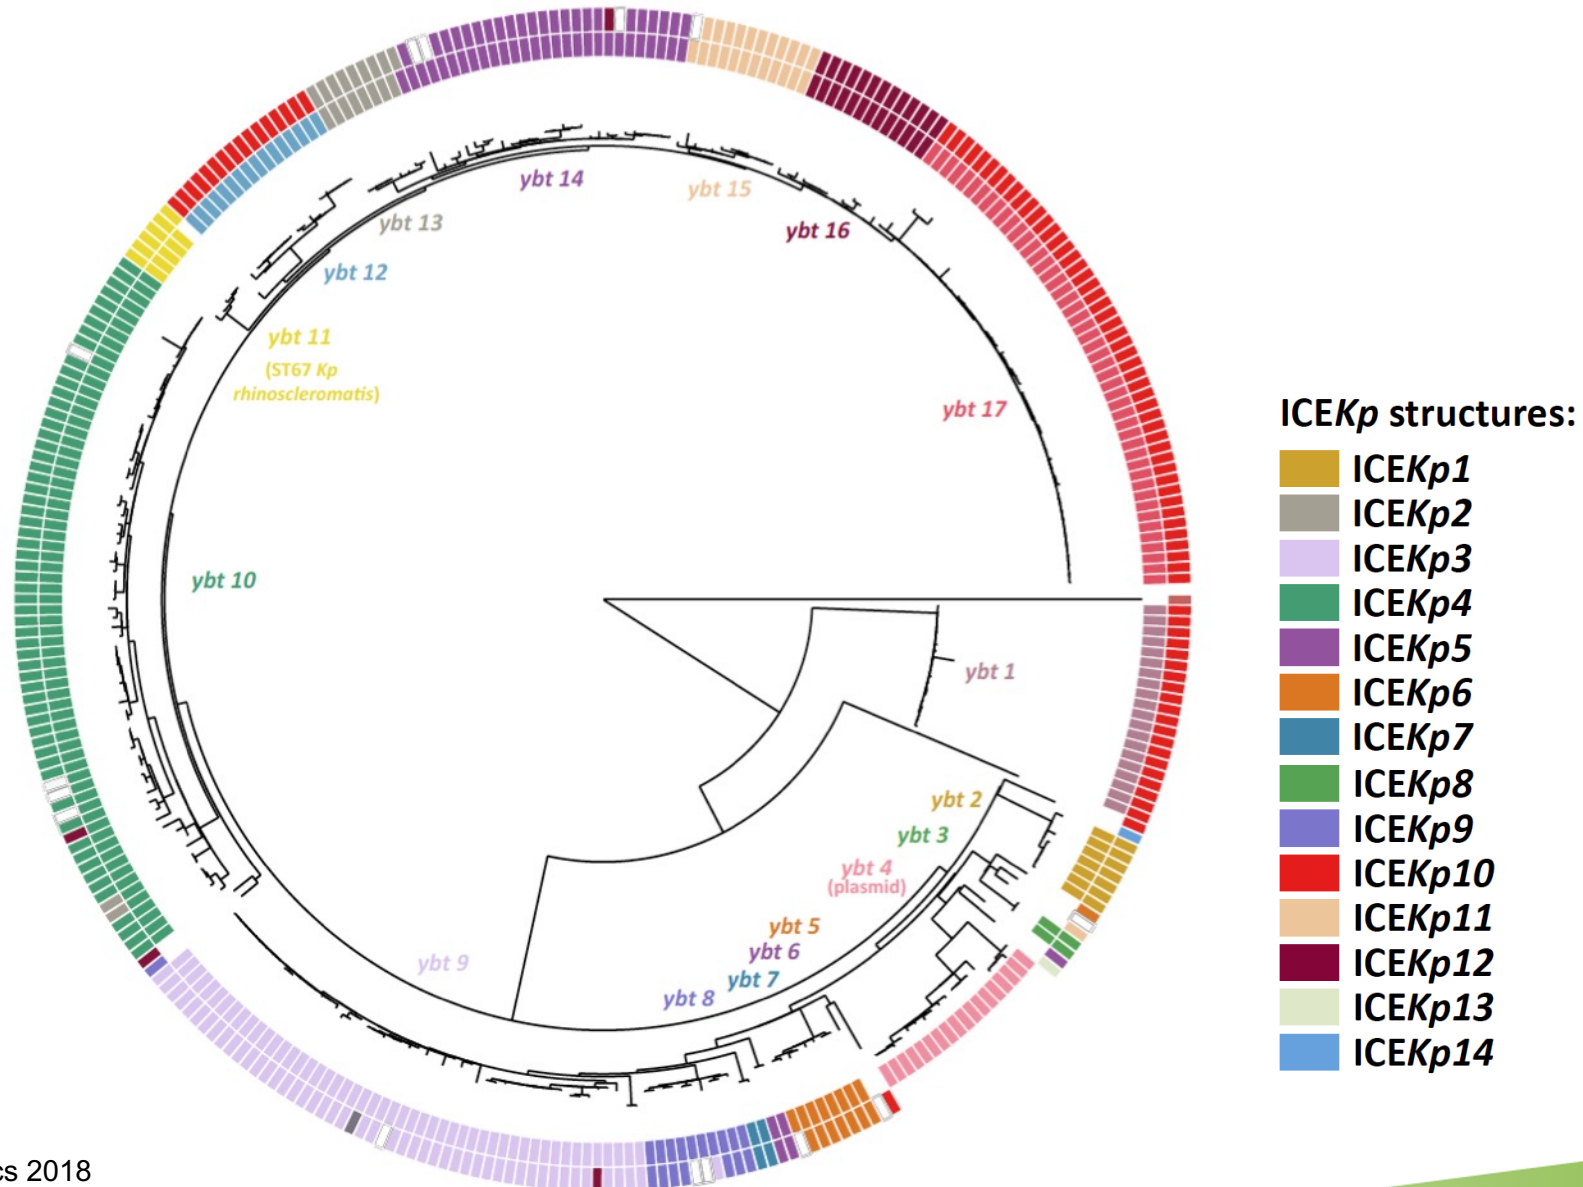 ybt 14
ybt 15
ybt 13
ybt 16
ybt 12
ybt 11
(ST67 Kp
rhinoscleromatis)
ybt 17
ybt 10
ybt 1
ybt 2
ybt 3
ybt 4
(plasmid)
ybt 5
ybt 6
ybt 7
ybt 8
ybt 9
ICEKp structures:
ICEKp1
ICEKp2
ICEKp3
ICEKp4
ICEKp5
ICEKp6
ICEKp7
ICEKp8
ICEKp9
ICEKp10
ICEKp11
ICEKp12
ICEKp13
ICEKp14
cs 2018